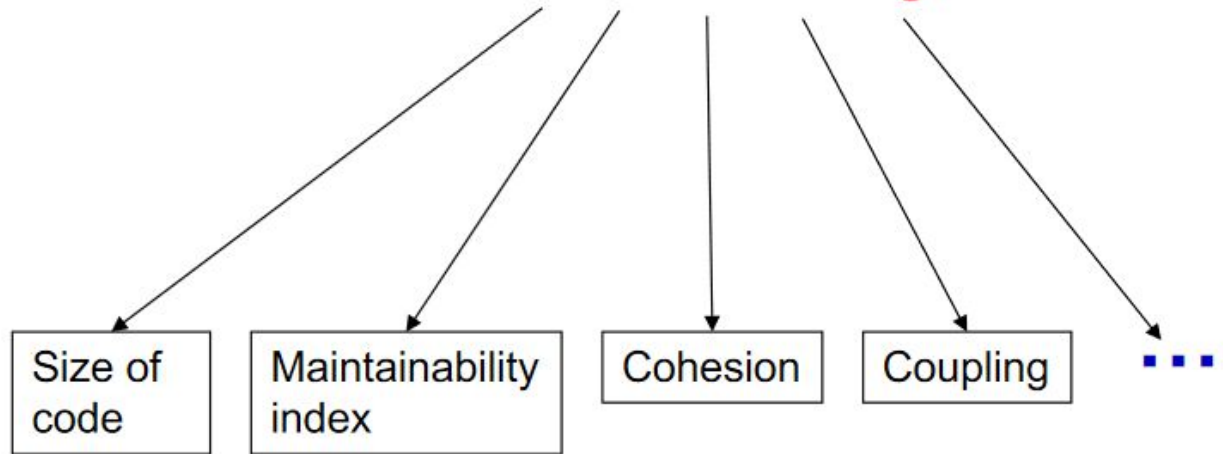 Size of
code
Maintainability
index
Cohesion
Coupling
...